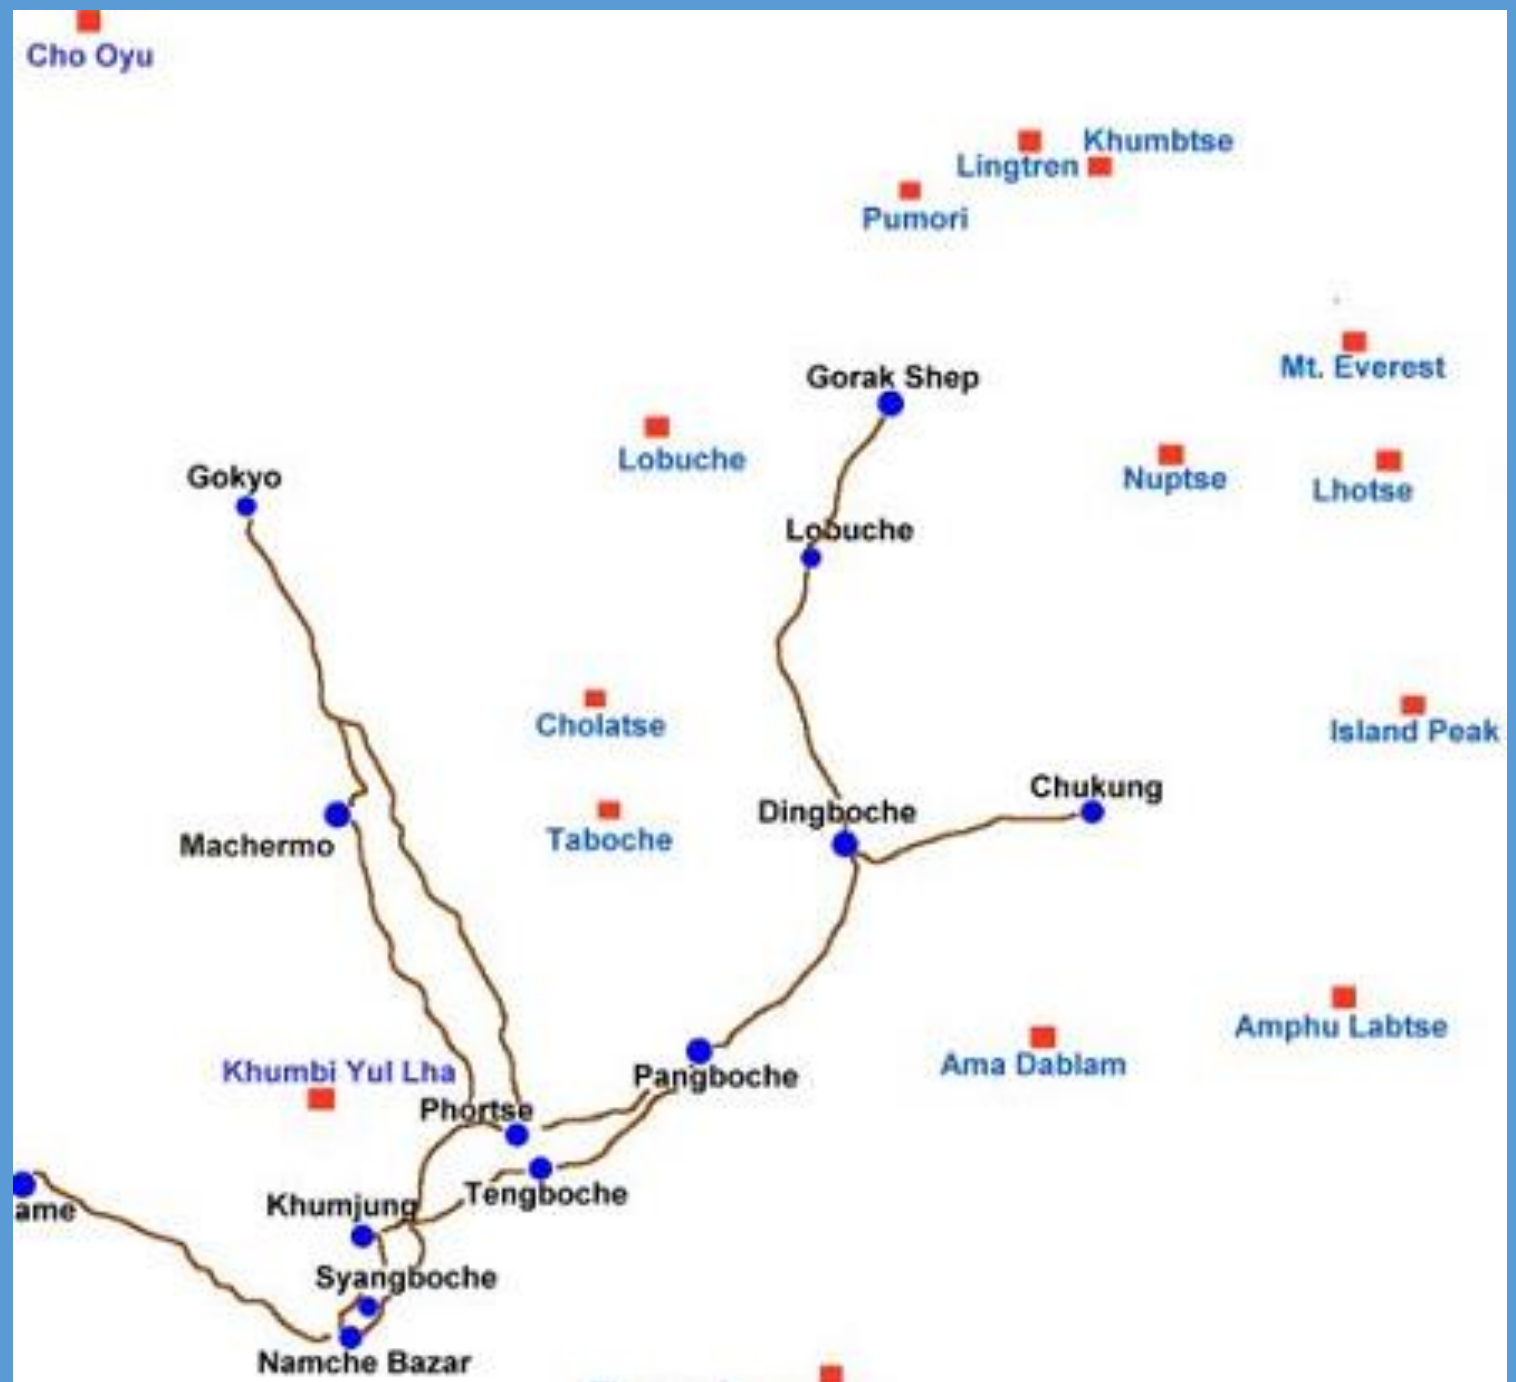 Cho Oyu
Khumbtse
Lingtren
Pumori
Mt. Everest
Gorak Shep
Lobuche
Nuptse
Lhotse
Gokyo
Lobuche
Cholatse
Island Peak
Chukung
Dingboche
Taboche
Machermo
Amphu Labtse
Ama Dablam
Khumbi Yul Lha
Pangboche
Phortse
Tengboche
Khumjung
ame
Syangboche
Namche Bazar